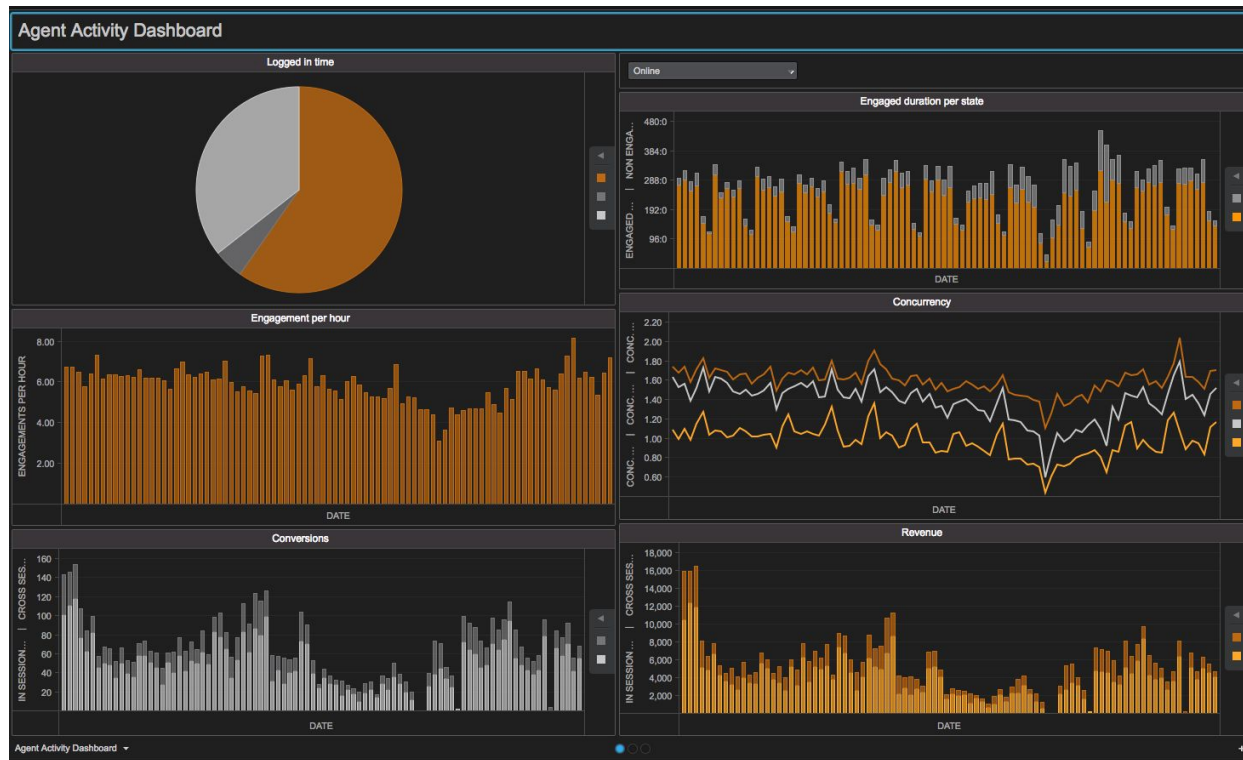 Agent Activity Dashboard
Logged in time
Online
Engaged duration per state
ENGAGED ... | NON ENGA...
480:0
384:0
288:0
192:0
96:0
DATE
Engagement per hour
ENGAGEMENTS PER HOUR
8.00
6.00
4.00
2.00
DATE
Concurrency
CONC. ... | CONC. ... | CONC. ...
2.20
2.00
1.80
1.60
1.40
1.20
1.00
0.80
0.60
DATE
Conversions
IN SESSION... | CROSS SES...
160
140
120
100
80
60
40
20
DATE
Revenue
IN SESSION... | CROSS SES...
18,000
16,000
14,000
12,000
10,000
8,000
6,000
4,000
2,000
DATE
Agent Activity Dashboard